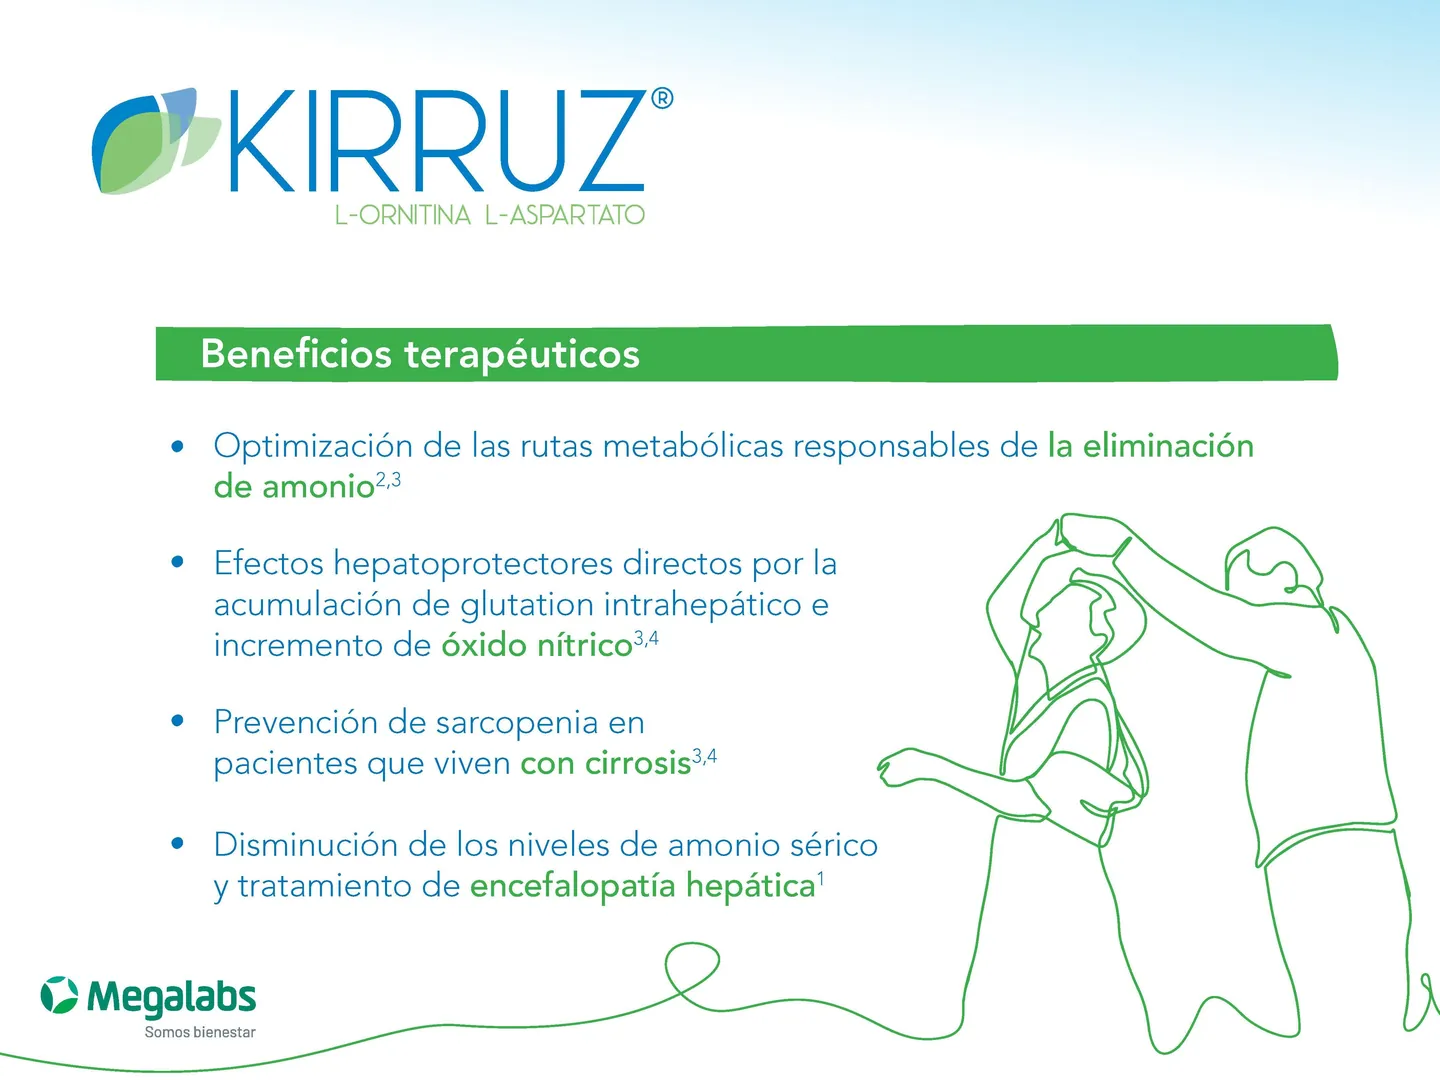 KIRRUZ®
L-ORNITINA L-ASPARTATO
Beneficios terapéuticos
• Optimización de las rutas metabólicas responsables de la eliminación
de amonio2,3
• Efectos hepatoprotectores directos por la
acumulación de glutation intrahepático e
incremento de óxido nítrico3,4
• Prevención de sarcopenia en
pacientes que viven con cirrosis3,4
• Disminución de los niveles de amonio sérico
y tratamiento de encefalopatía hepática1
Megalabs
Somos bienestar